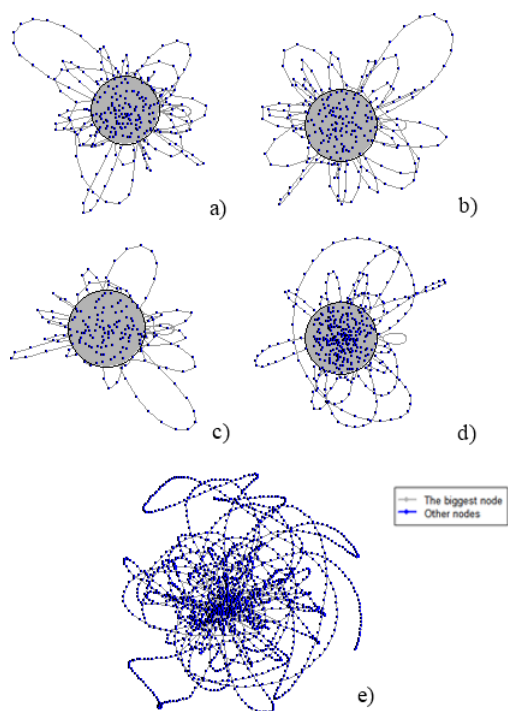 a)
b)
c)
d)
The biggest node
Other nodes
e)